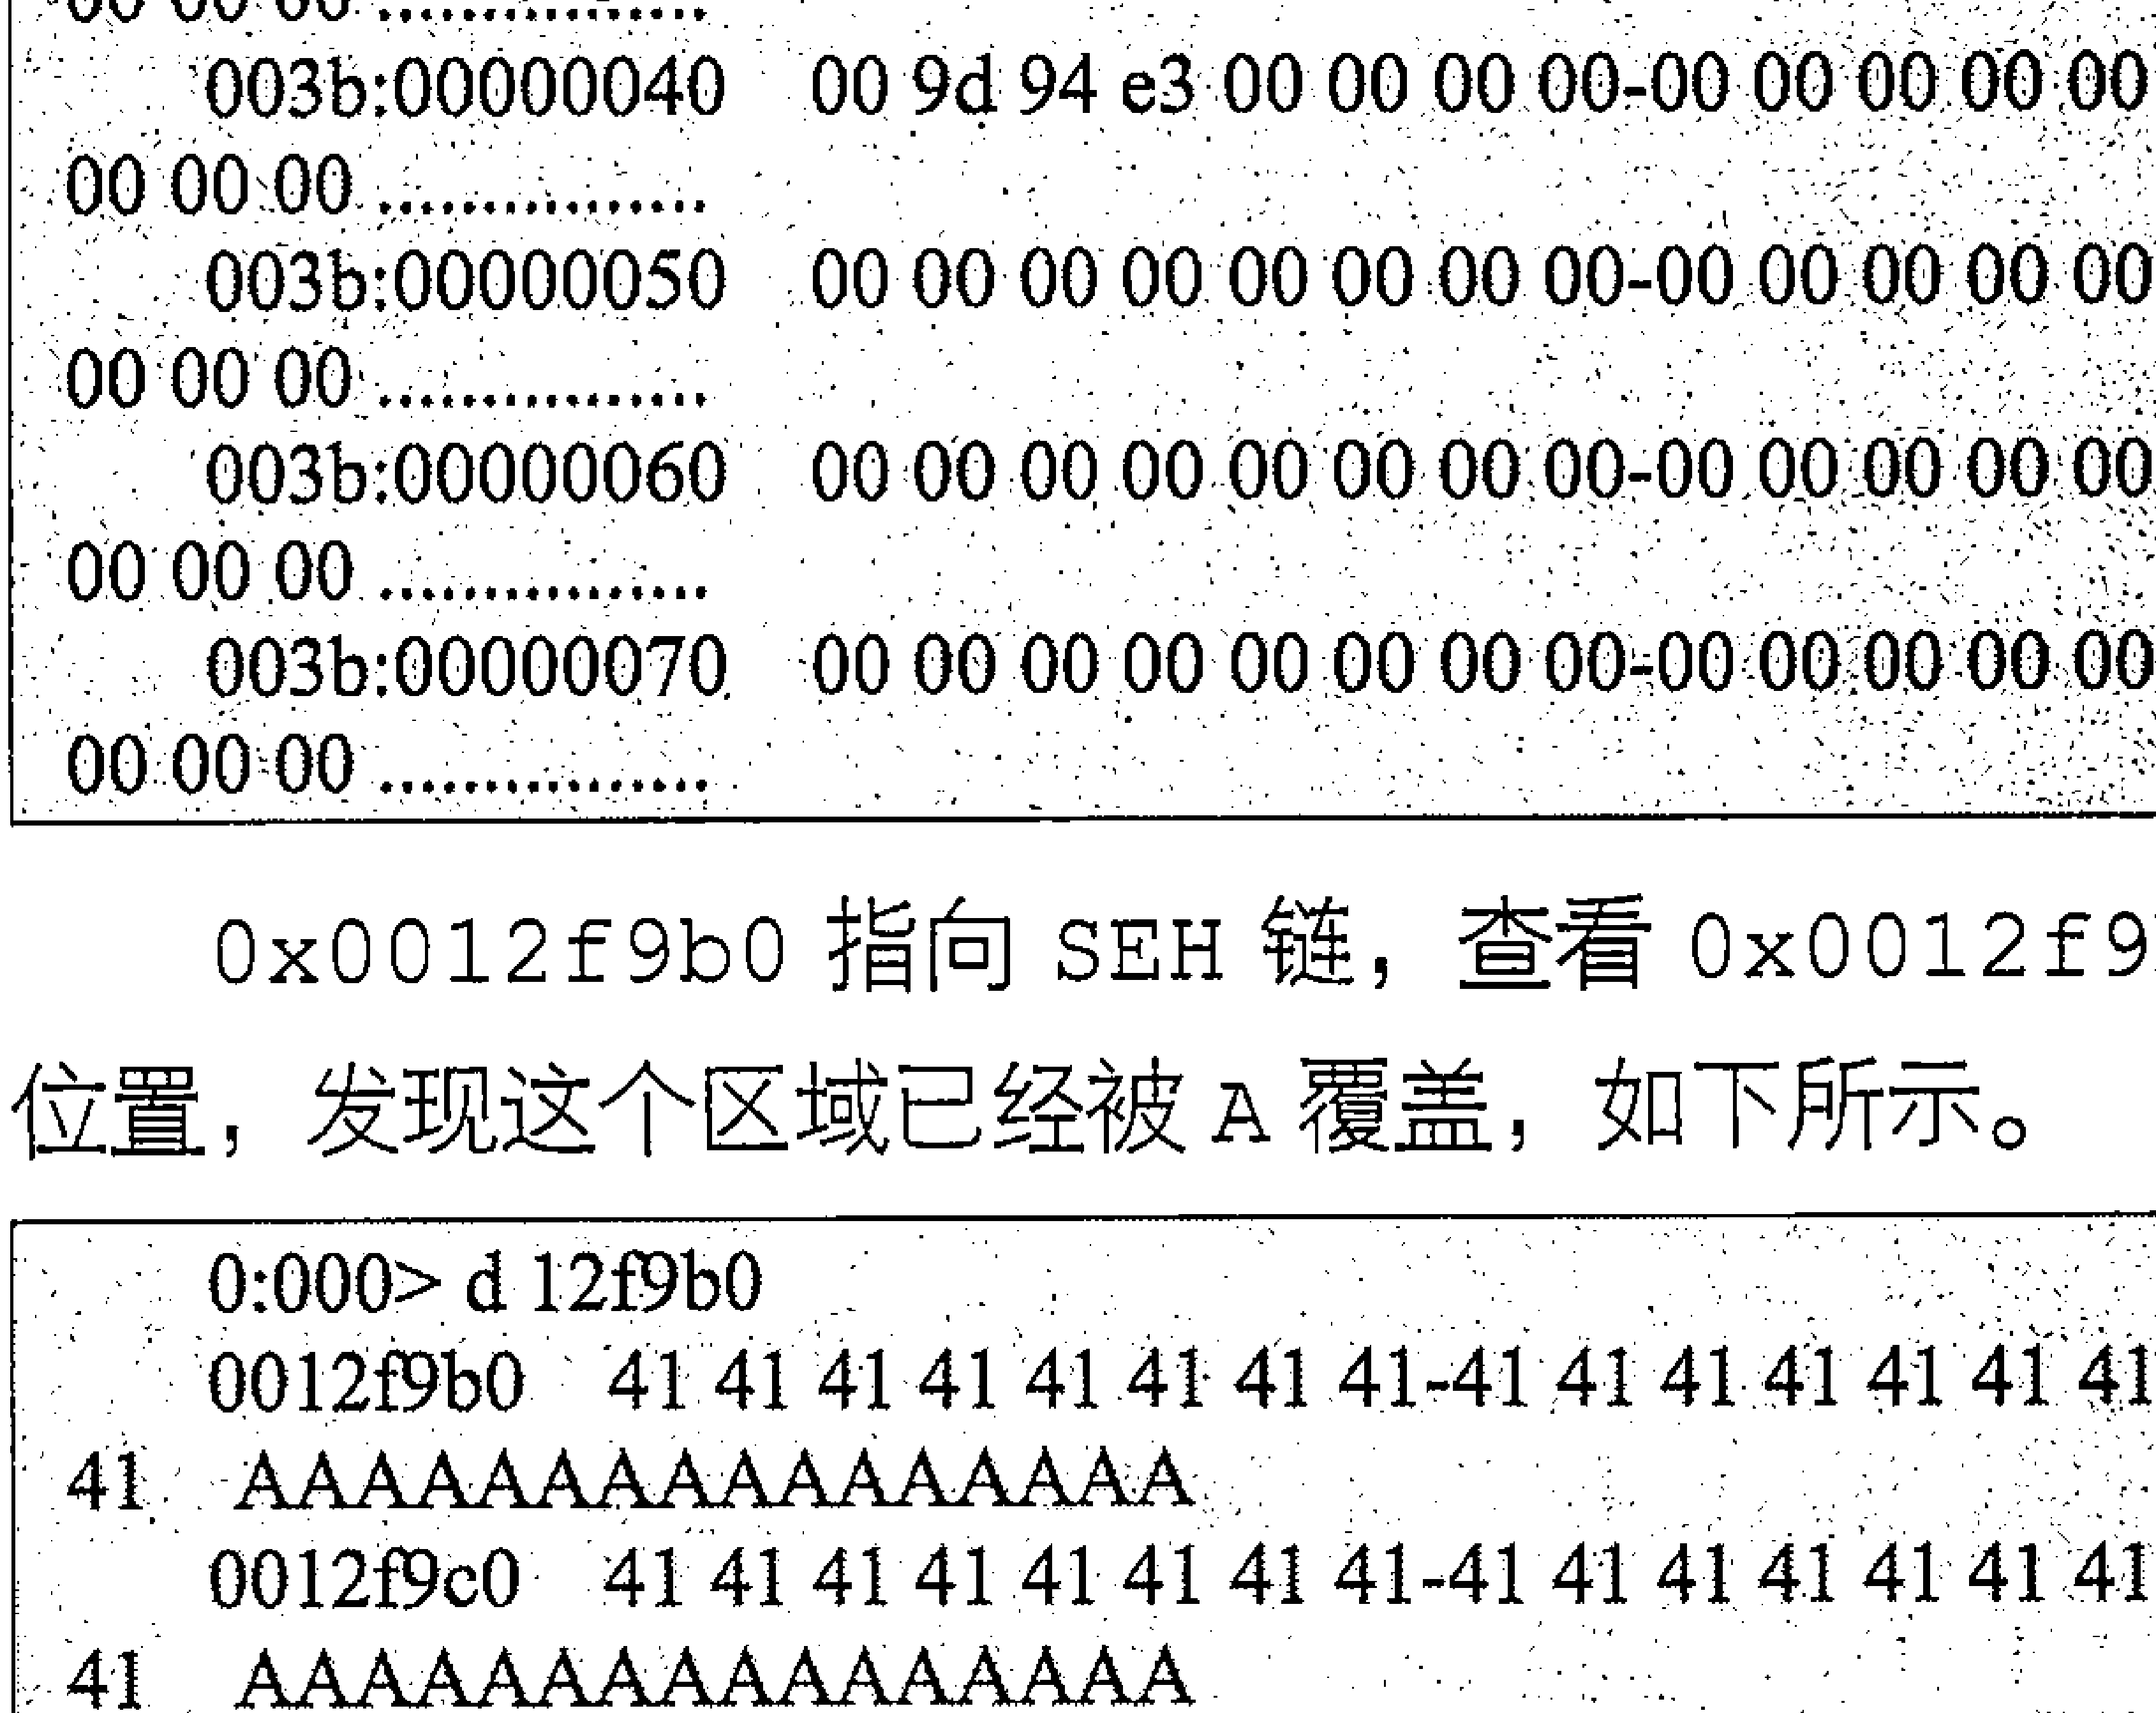 00 00 00 ................
003b:00000040 00 9d 94 e3 00 00 00 00-00 00 00 00 00
00 00 00 ................
003b:00000050 00 00 00 00 00 00 00 00-00 00 00 00 00
00 00 00 ................
003b:00000060 00 00 00 00 00 00 00 00-00 00 00 00 00
00 00 00 ................
003b:00000070 00 00 00 00 00 00 00 00-00 00 00 00 00
00 00 00 ................
0x0012f9b0 指向 SEH 链，查看 0x0012f9
位置，发现这个区域已经被 A 覆盖，如下所示。
0:000> d 12f9b0
0012f9b0 41 41 41 41 41 41 41 41-41 41 41 41 41 41 41
41 AAAAAAAAAAAAAAAA
0012f9c0 41 41 41 41 41 41 41 41-41 41 41 41 41 41 41
41 AAAAAAAAAAAAAAAA